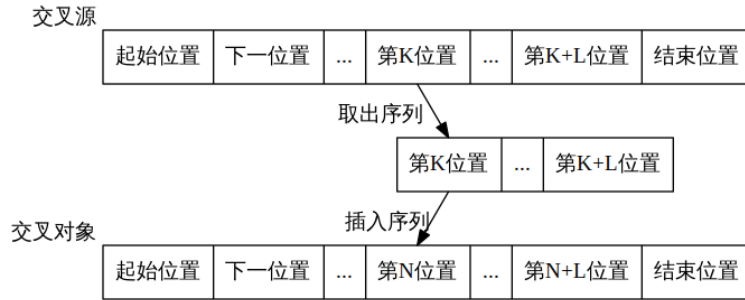 交叉源
起始位置 下一位置 ... 第K位置 ... 第K+L位置 结束位置
取出序列
第K位置 ... 第K+L位置
插入序列
交叉对象
起始位置 下一位置 ... 第N位置 ... 第N+L位置 结束位置